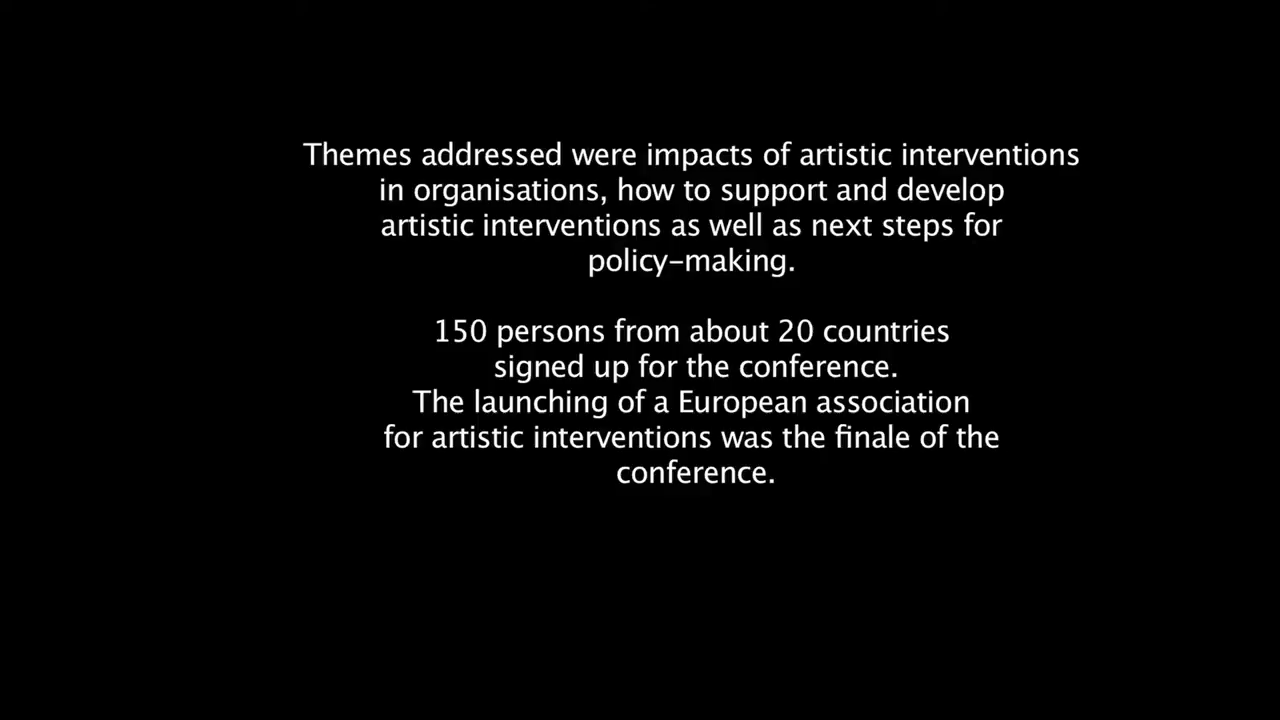 Themes addressed were impacts of artistic interventions
in organisations, how to support and develop
artistic interventions as well as next steps for
policy-making.
150 persons from about 20 countries
signed up for the conference.
The launching of a European association
for artistic interventions was the finale of the
conference.